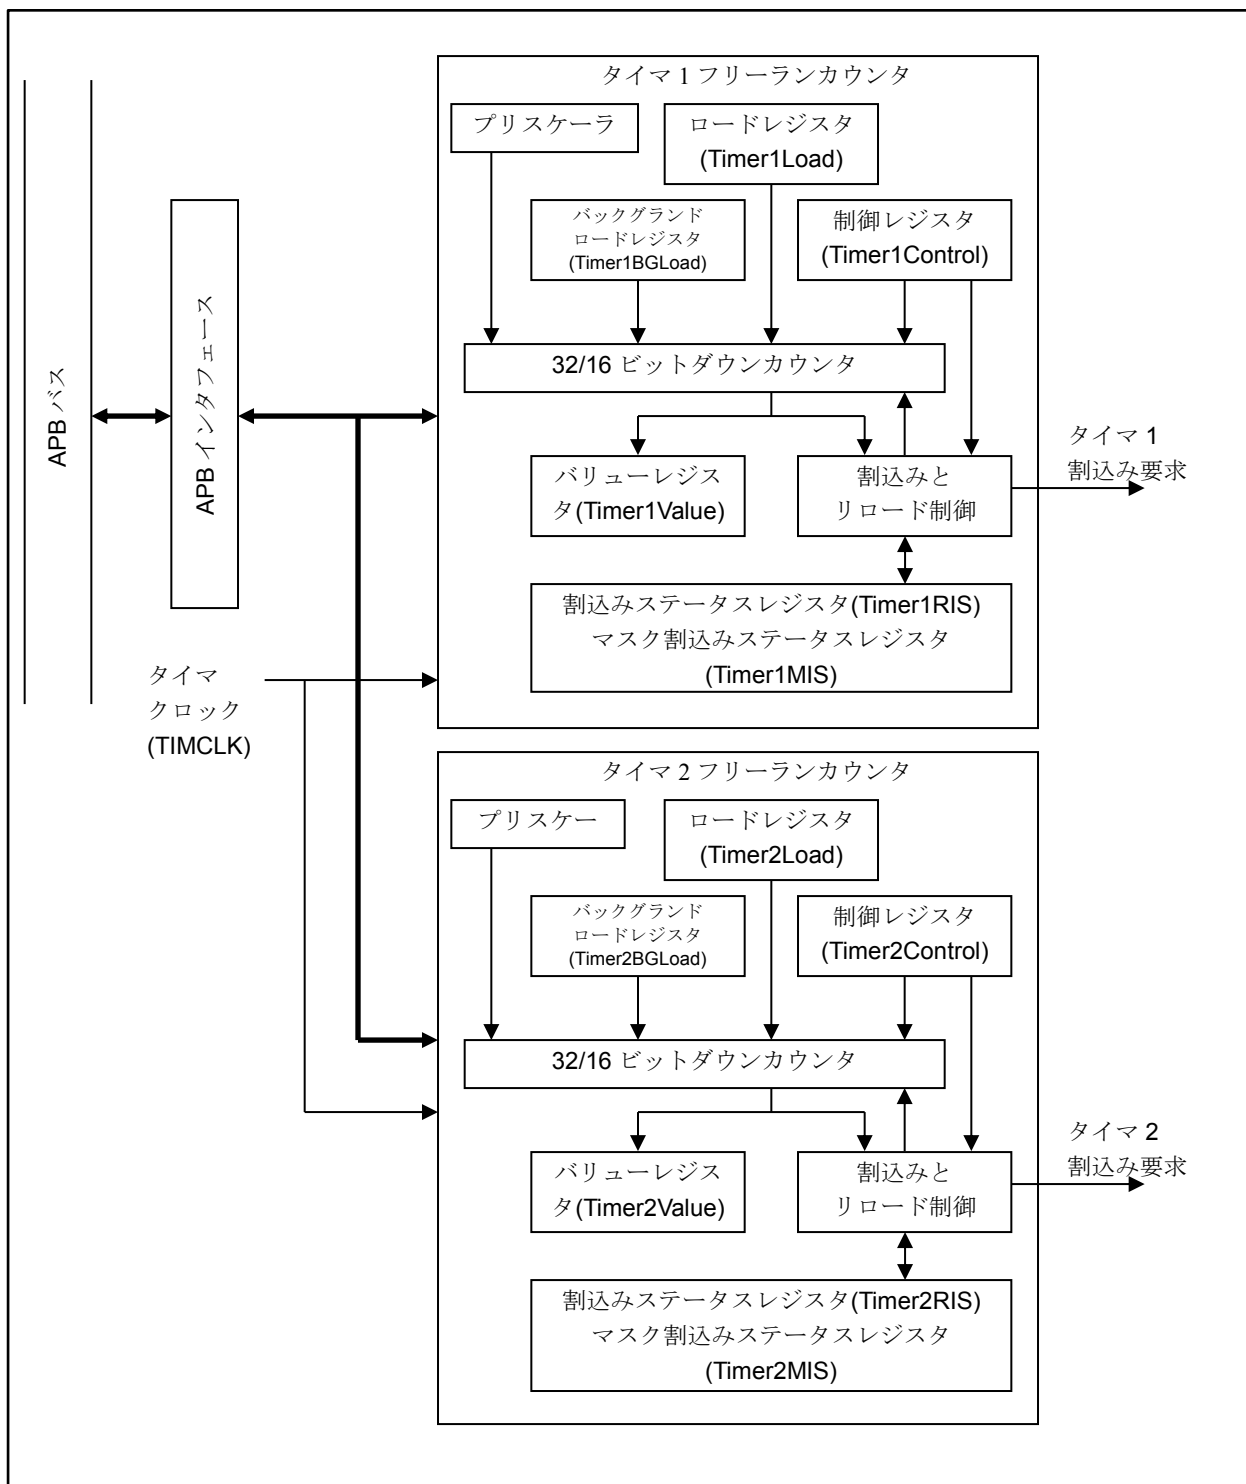 APB バス
APB インタフェース
タイマ
クロック
(TIMCLK)
タイマ 1 フリーランカウンタ
プリスケーラ
ロードレジスタ
(Timer1Load)
バックグランド
ロードレジスタ
(Timer1BGLoad)
制御レジスタ
(Timer1Control)
32/16 ビットダウンカウンタ
バリューレジス
タ(Timer1Value)
割込みと
リロード制御
タイマ 1
割込み要求
割込みステータスレジスタ(Timer1RIS)
マスク割込みステータスレジスタ
(Timer1MIS)
タイマ 2 フリーランカウンタ
プリスケー
ロードレジスタ
(Timer2Load)
バックグランド
ロードレジスタ
(Timer2BGLoad)
制御レジスタ
(Timer2Control)
32/16 ビットダウンカウンタ
バリューレジス
タ(Timer2Value)
割込みと
リロード制御
タイマ 2
割込み要求
割込みステータスレジスタ(Timer2RIS)
マスク割込みステータスレジスタ
(Timer2MIS)